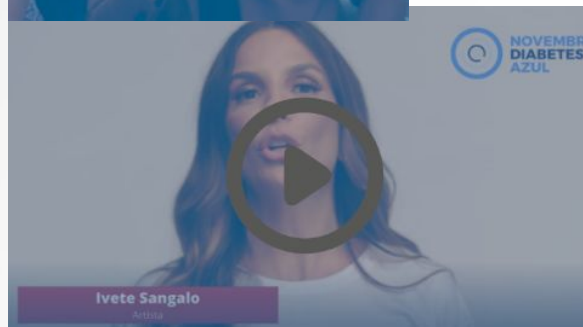 NOVEMBR
DIABETES
AZUL
Ivete Sangalo
Artista